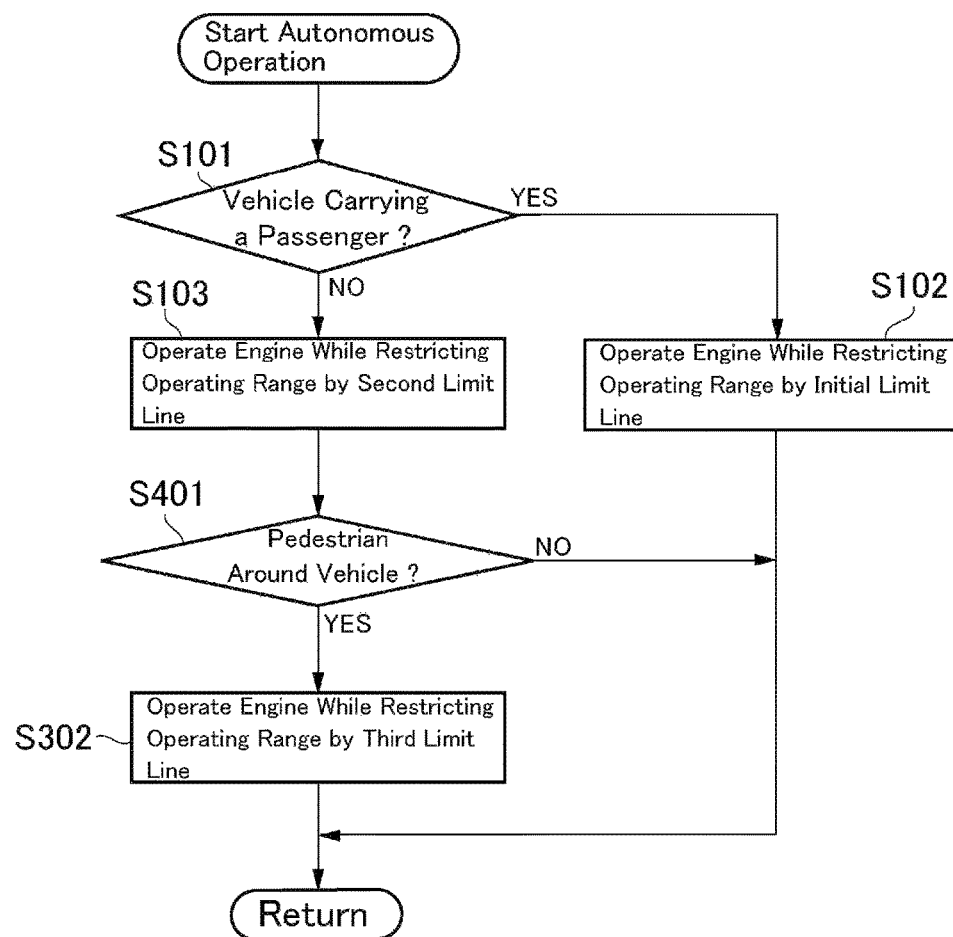 Start Autonomous
Operation
S101
Vehicle Carrying
a Passenger ?
YES
NO
S103
Operate Engine While Restricting
Operating Range by Second Limit
Line
S102
Operate Engine While Restricting
Operating Range by Initial Limit
Line
S401
Pedestrian
Around Vehicle ?
NO
YES
S302
Operate Engine While Restricting
Operating Range by Third Limit
Line
Return